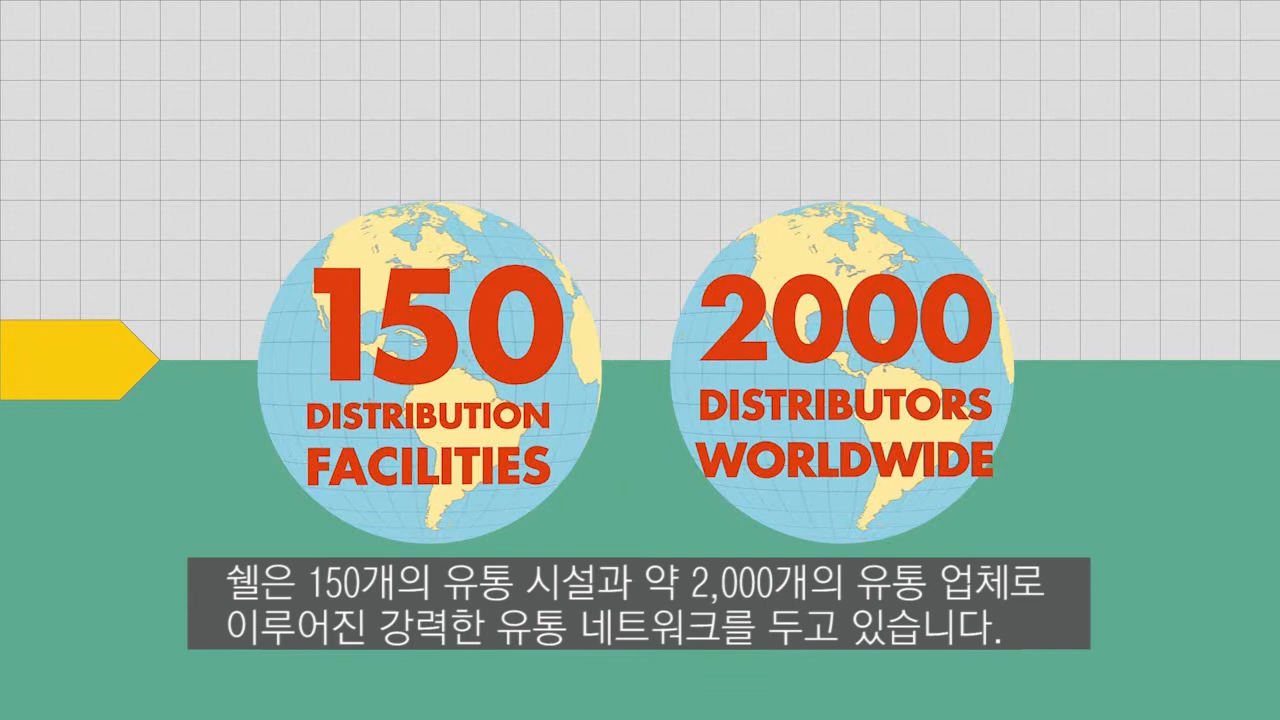 150
DISTRIBUTION
FACILITIES
2000
DISTRIBUTORS
WORLDWIDE
쉘은 150개의 유통 시설과 약 2,000개의 유통 업체로
이루어진 강력한 유통 네트워크를 두고 있습니다.